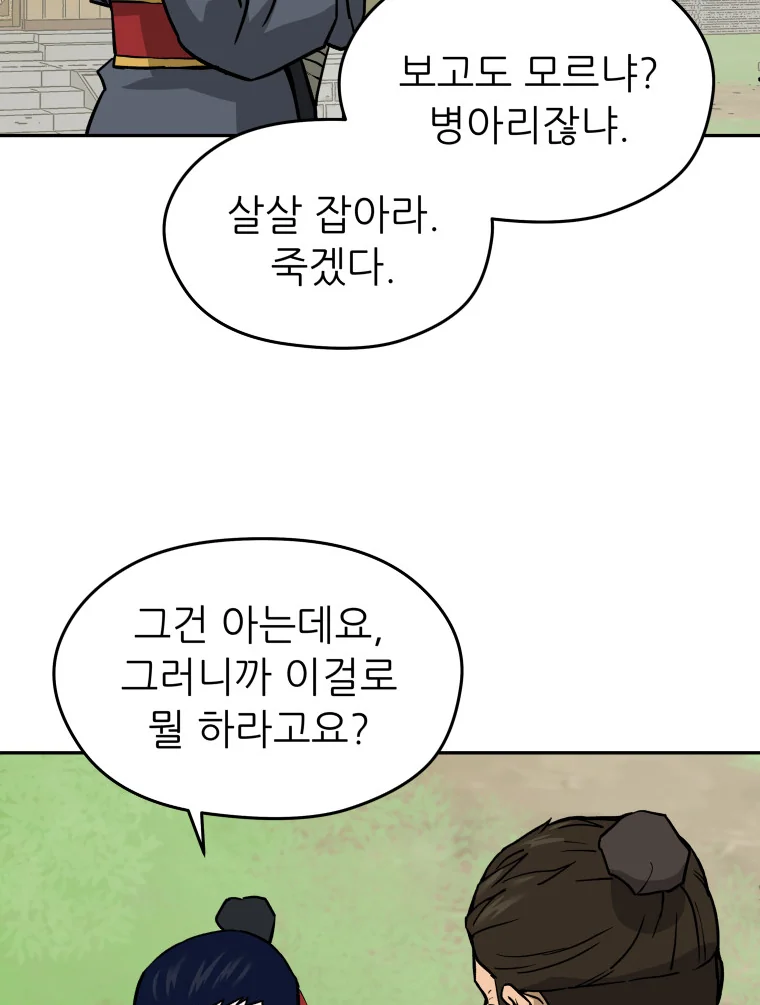 보고도 모르냐?
병아리잖냐.
살살 잡아라.
죽겠다.
그건 아는데요,
그러니까 이걸로
뭘 하라고요?